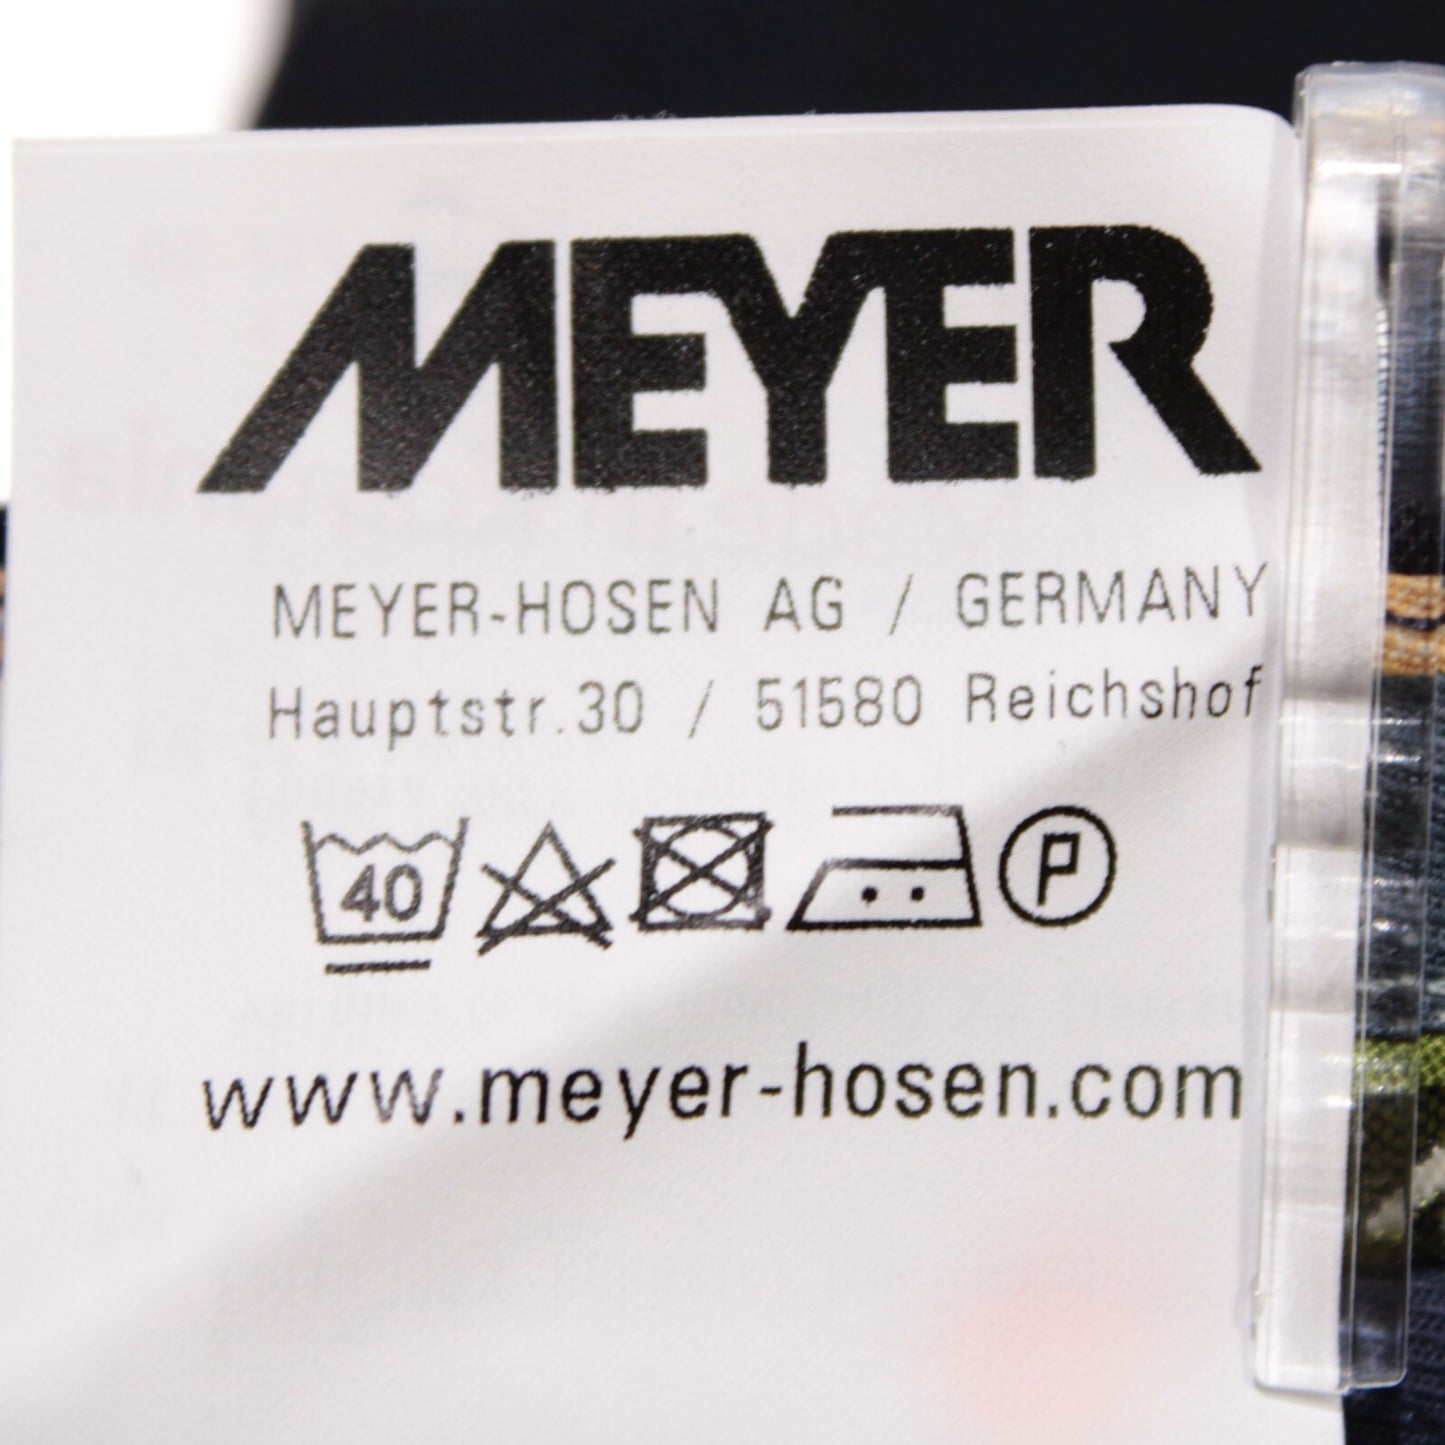 MEYER
MEYER-HOSEN AG / GERMANY
Hauptstr.30 / 51580 Reichshof
40 P
www.meyer-hosen.com